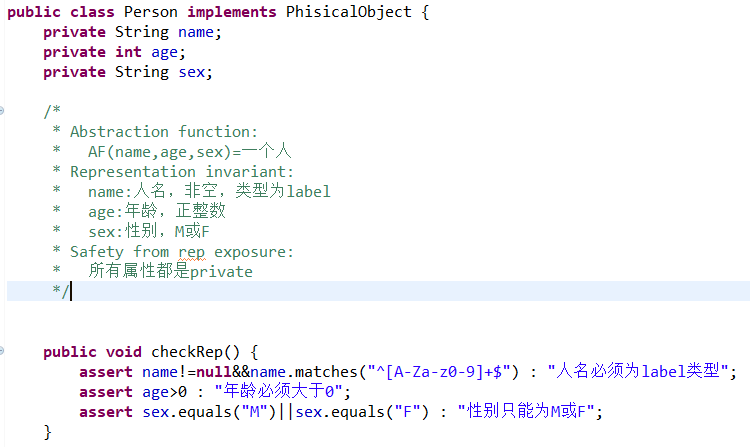 public class Person implements PhisicalObject {
    private String name;
    private int age;
    private String sex;
    /*
     * Abstraction function:
     *   AF(name,age,sex)=一个人
     * Representation invariant:
     *   name:人名，非空，类型为label
     *   age:年龄，正整数
     *   sex:性别，M或F
     * Safety from rep exposure:
     *   所有属性都是private
     */
    public void checkRep() {
        assert name!=null&&name.matches("^[A-Za-z0-9]+$") : "人名必须为label类型";
        assert age>0 : "年龄必须大于0";
        assert sex.equals("M")||sex.equals("F") : "性别只能为M或F";
    }